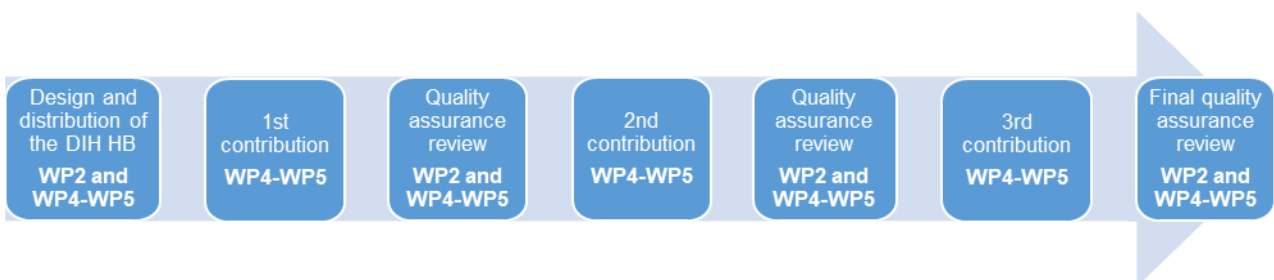 Design and
distribution of
the DIH HB
WP2 and
WP4-WP5
1st
contribution
WP4-WP5
Quality
assurance
review
WP2 and
WP4-WP5
2nd
contribution
WP4-WP5
Quality
assurance
review
WP2 and
WP4-WP5
3rd
contribution
WP4-WP5
Final quality
assurance
review
WP2 and
WP4-WP5